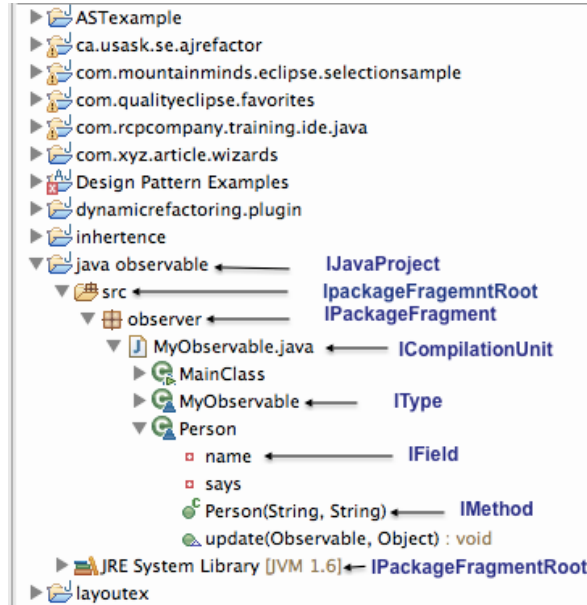 ASTexample
ca.usask.se.ajrefactor
com.mountainminds.eclipse.selectionsample
com.qualityeclipse.favorites
com.rcpcompany.training.ide.java
com.xyz.article.wizards
Design Pattern Examples
dynamicrefactoring.plugin
inhertence
java observable IJavaProject
src IpackageFragemntRoot
observer IPackageFragment
MyObservable.java ICompilationUnit
MainClass
MyObservable IType
Person
name IField
says
Person(String, String) IMethod
update(Observable, Object) : void
JRE System Library [JVM 1.6] IPackageFragmentRoot
layoutex